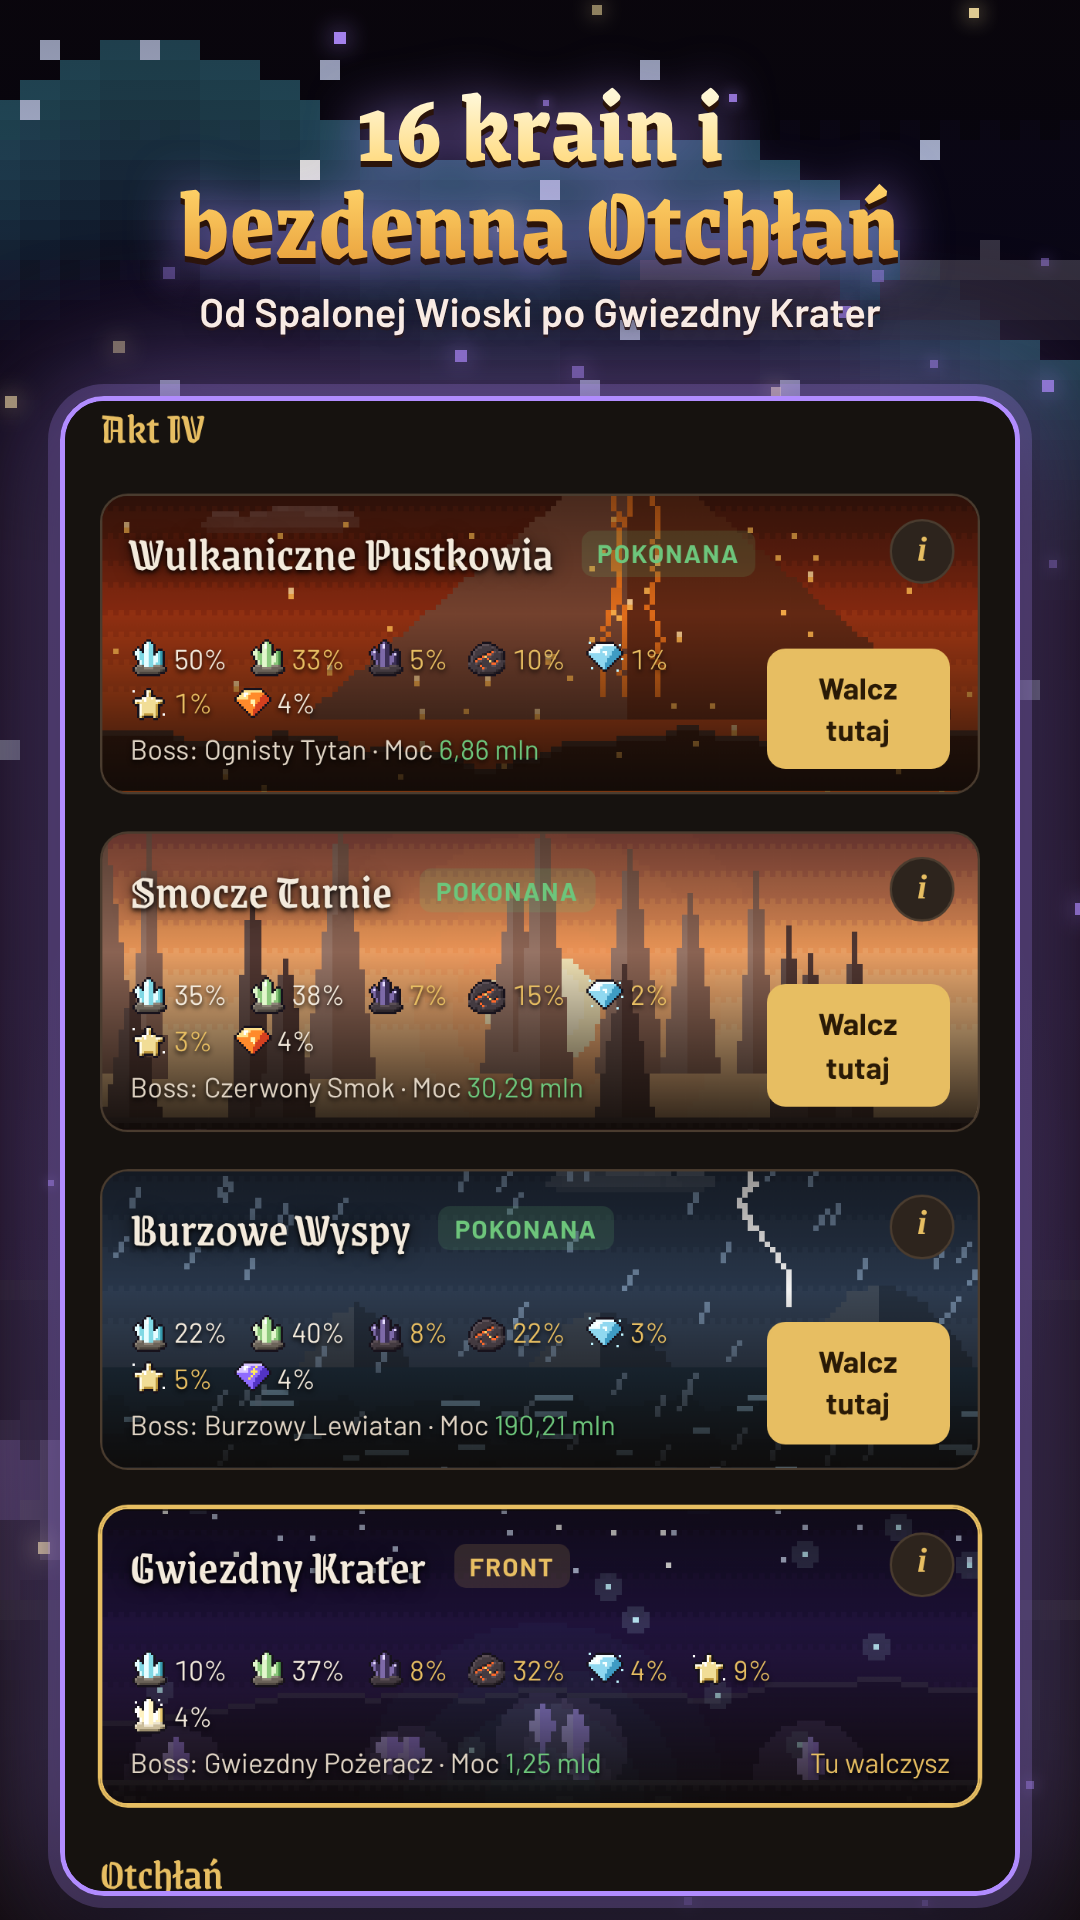 16 krain i
bezdenna Otchłań
Od Spalonej Wioski po Gwiezdny Krater
Akt IV
Wulkaniczne Pustkowia POKONANA i
50% 33% 5% 10% 1%
1% 4%
Walcz tutaj
Boss: Ognisty Tytan · Moc 6,86 mln
Smocze Turnie POKONANA i
35% 38% 7% 15% 2%
3% 4%
Walcz tutaj
Boss: Czerwony Smok · Moc 30,29 mln
Burzowe Wyspy POKONANA i
22% 40% 8% 22% 3%
5% 4%
Walcz tutaj
Boss: Burzowy Lewiatan · Moc 190,21 mln
Gwiezdny Krater FRONT i
10% 37% 8% 32% 4% 9%
4%
Boss: Gwiezdny Pożeracz · Moc 1,25 mld Tu walczysz
Otchłań